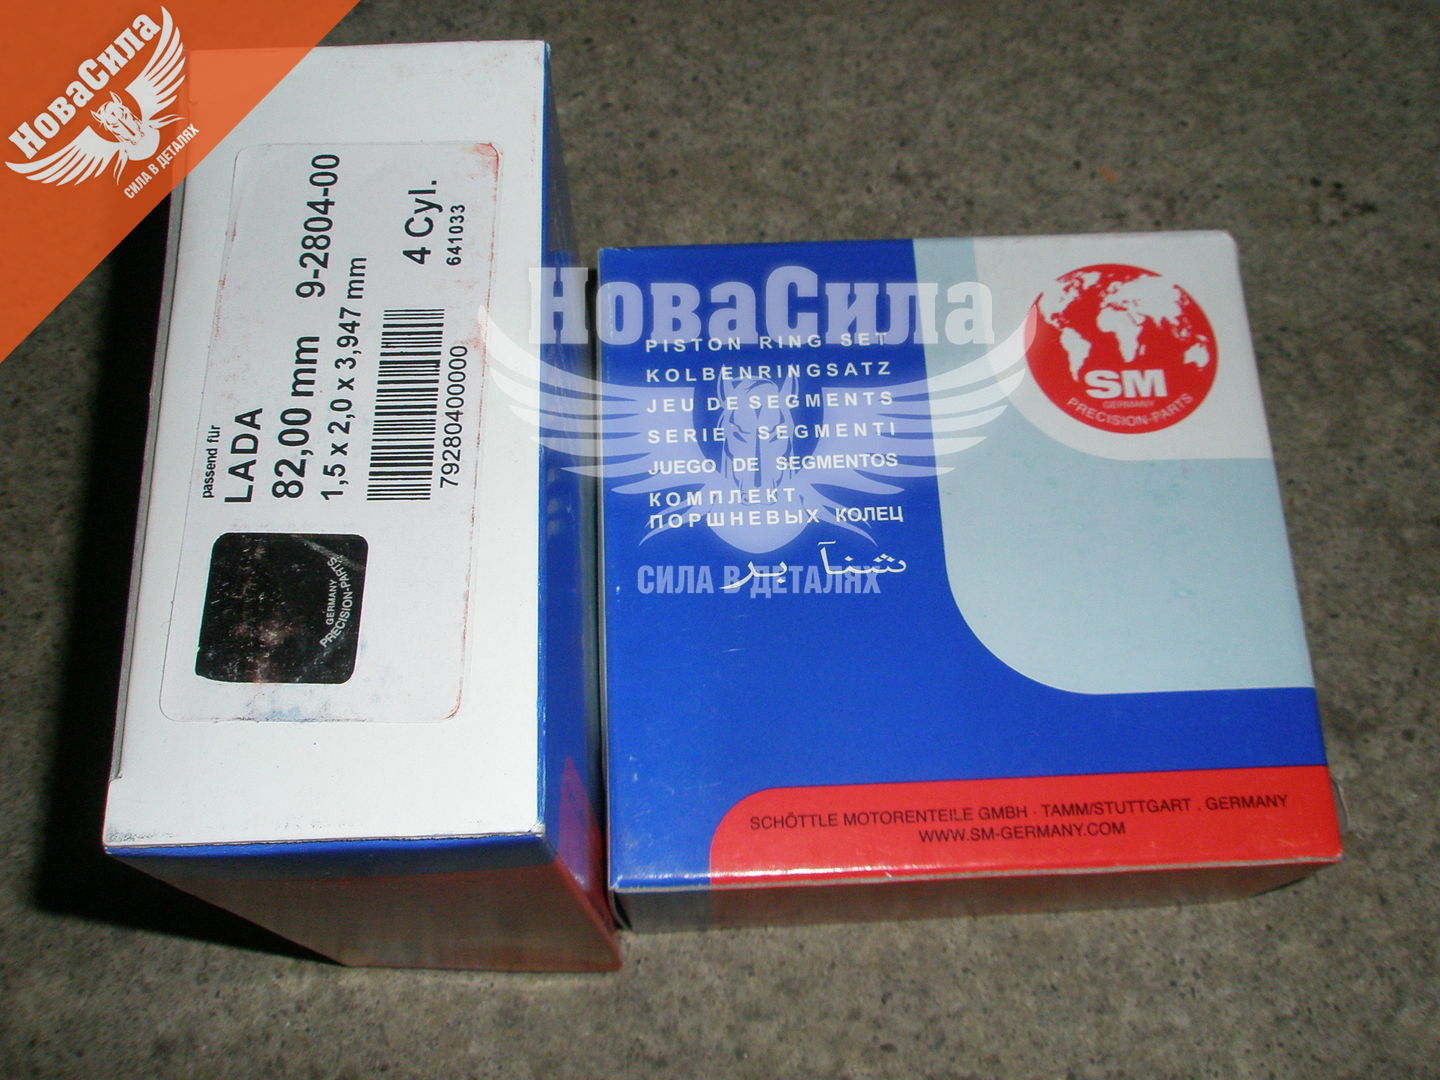 НоваСила
СИЛА В ДЕТАЛЯХ
passend für
LADA
82,00 mm 9-2804-00
1,5 x 2,0 x 3,947 mm
4 Cyl.
641033
79280400000
GERMANY
PRECISION-PARTS
НоваСила
PISTON RING SET
KOLBENRINGSATZ
JEU DE SEGMENTS
SERIE SEGMENTI
JUEGO DE SEGMENTOS
КОМПЛЕКТ
ПОРШНЕВЫХ КОЛЕЦ
СИЛА В ДЕТАЛЯХ
SM
GERMANY
PRECISION-PARTS
SCHÖTTLE MOTORENTEILE GMBH · TAMM/STUTTGART . GERMANY
WWW.SM-GERMANY.COM